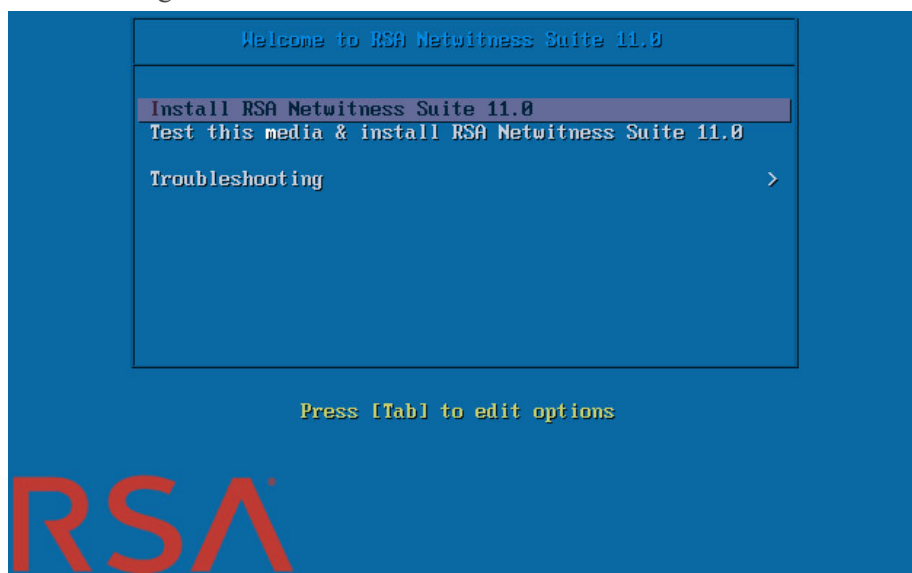 Welcome to RSA Netwitness Suite 11.0
Install RSA Netwitness Suite 11.0
Test this media & install RSA Netwitness Suite 11.0
Troubleshooting >
Press [Tab] to edit options
RSA